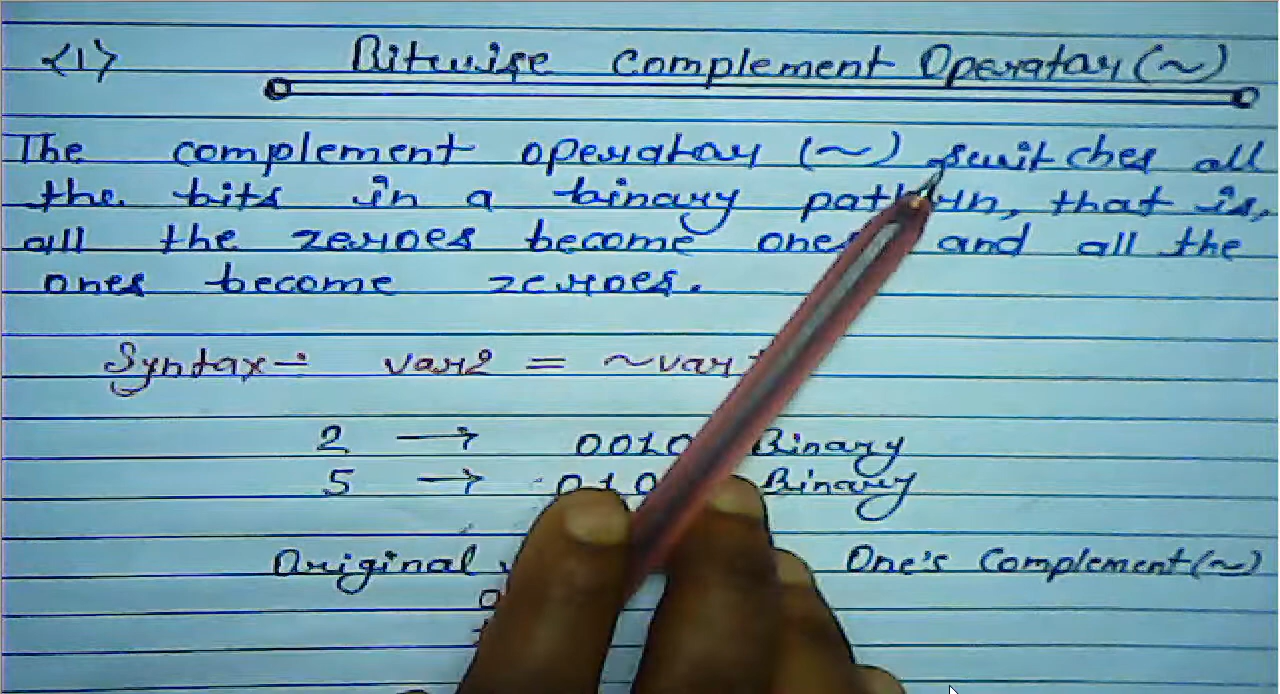 <1> Bitwise Complement Operator (~)
The complement operator (~) switches all
the bits in a binary pattern, that is,
all the zeroes become ones and all the
ones become zeroes.
Syntax:- var2 = ~var
2 → 0010 Binary
5 → 010 Binary
Original One's Complement (~)